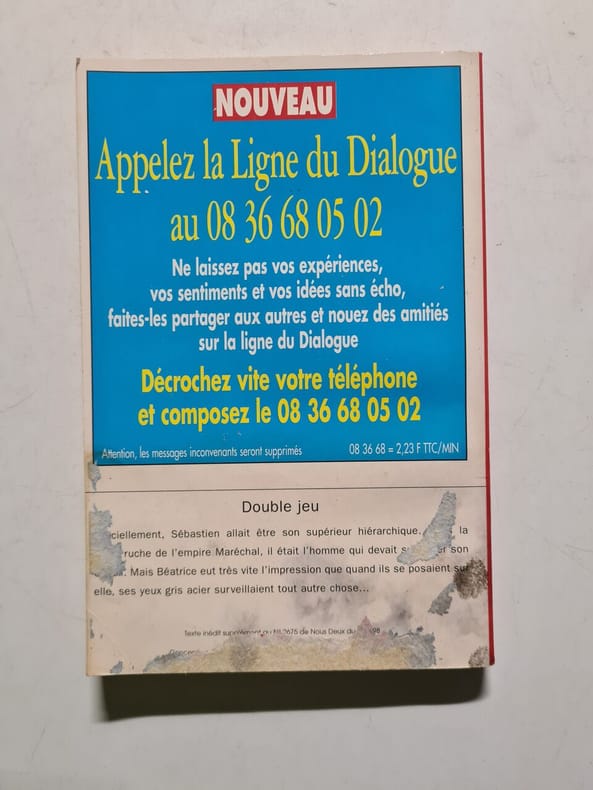 NOUVEAU
Appelez la Ligne du Dialogue
au 08 36 68 05 02
Ne laissez pas vos expériences,
vos sentiments et vos idées sans écho,
faites-les partager aux autres et nouez des amitiés
sur la ligne du Dialogue
Décrochez vite votre téléphone
et composez le 08 36 68 05 02
Attention, les messages inconvenants seront supprimés 08 36 68 = 2,23 F TTC/MIN
Double jeu
ciellement, Sébastien allait être son supérieur hiérarchique. la
ruche de l'empire Maréchal, il était l'homme qui devait son
Mais Béatrice eut très vite l'impression que quand ils se posaient sur
elle, ses yeux gris acier surveillaient tout autre chose...
Texte inédit supplément au N° 2675 de Nous Deux du